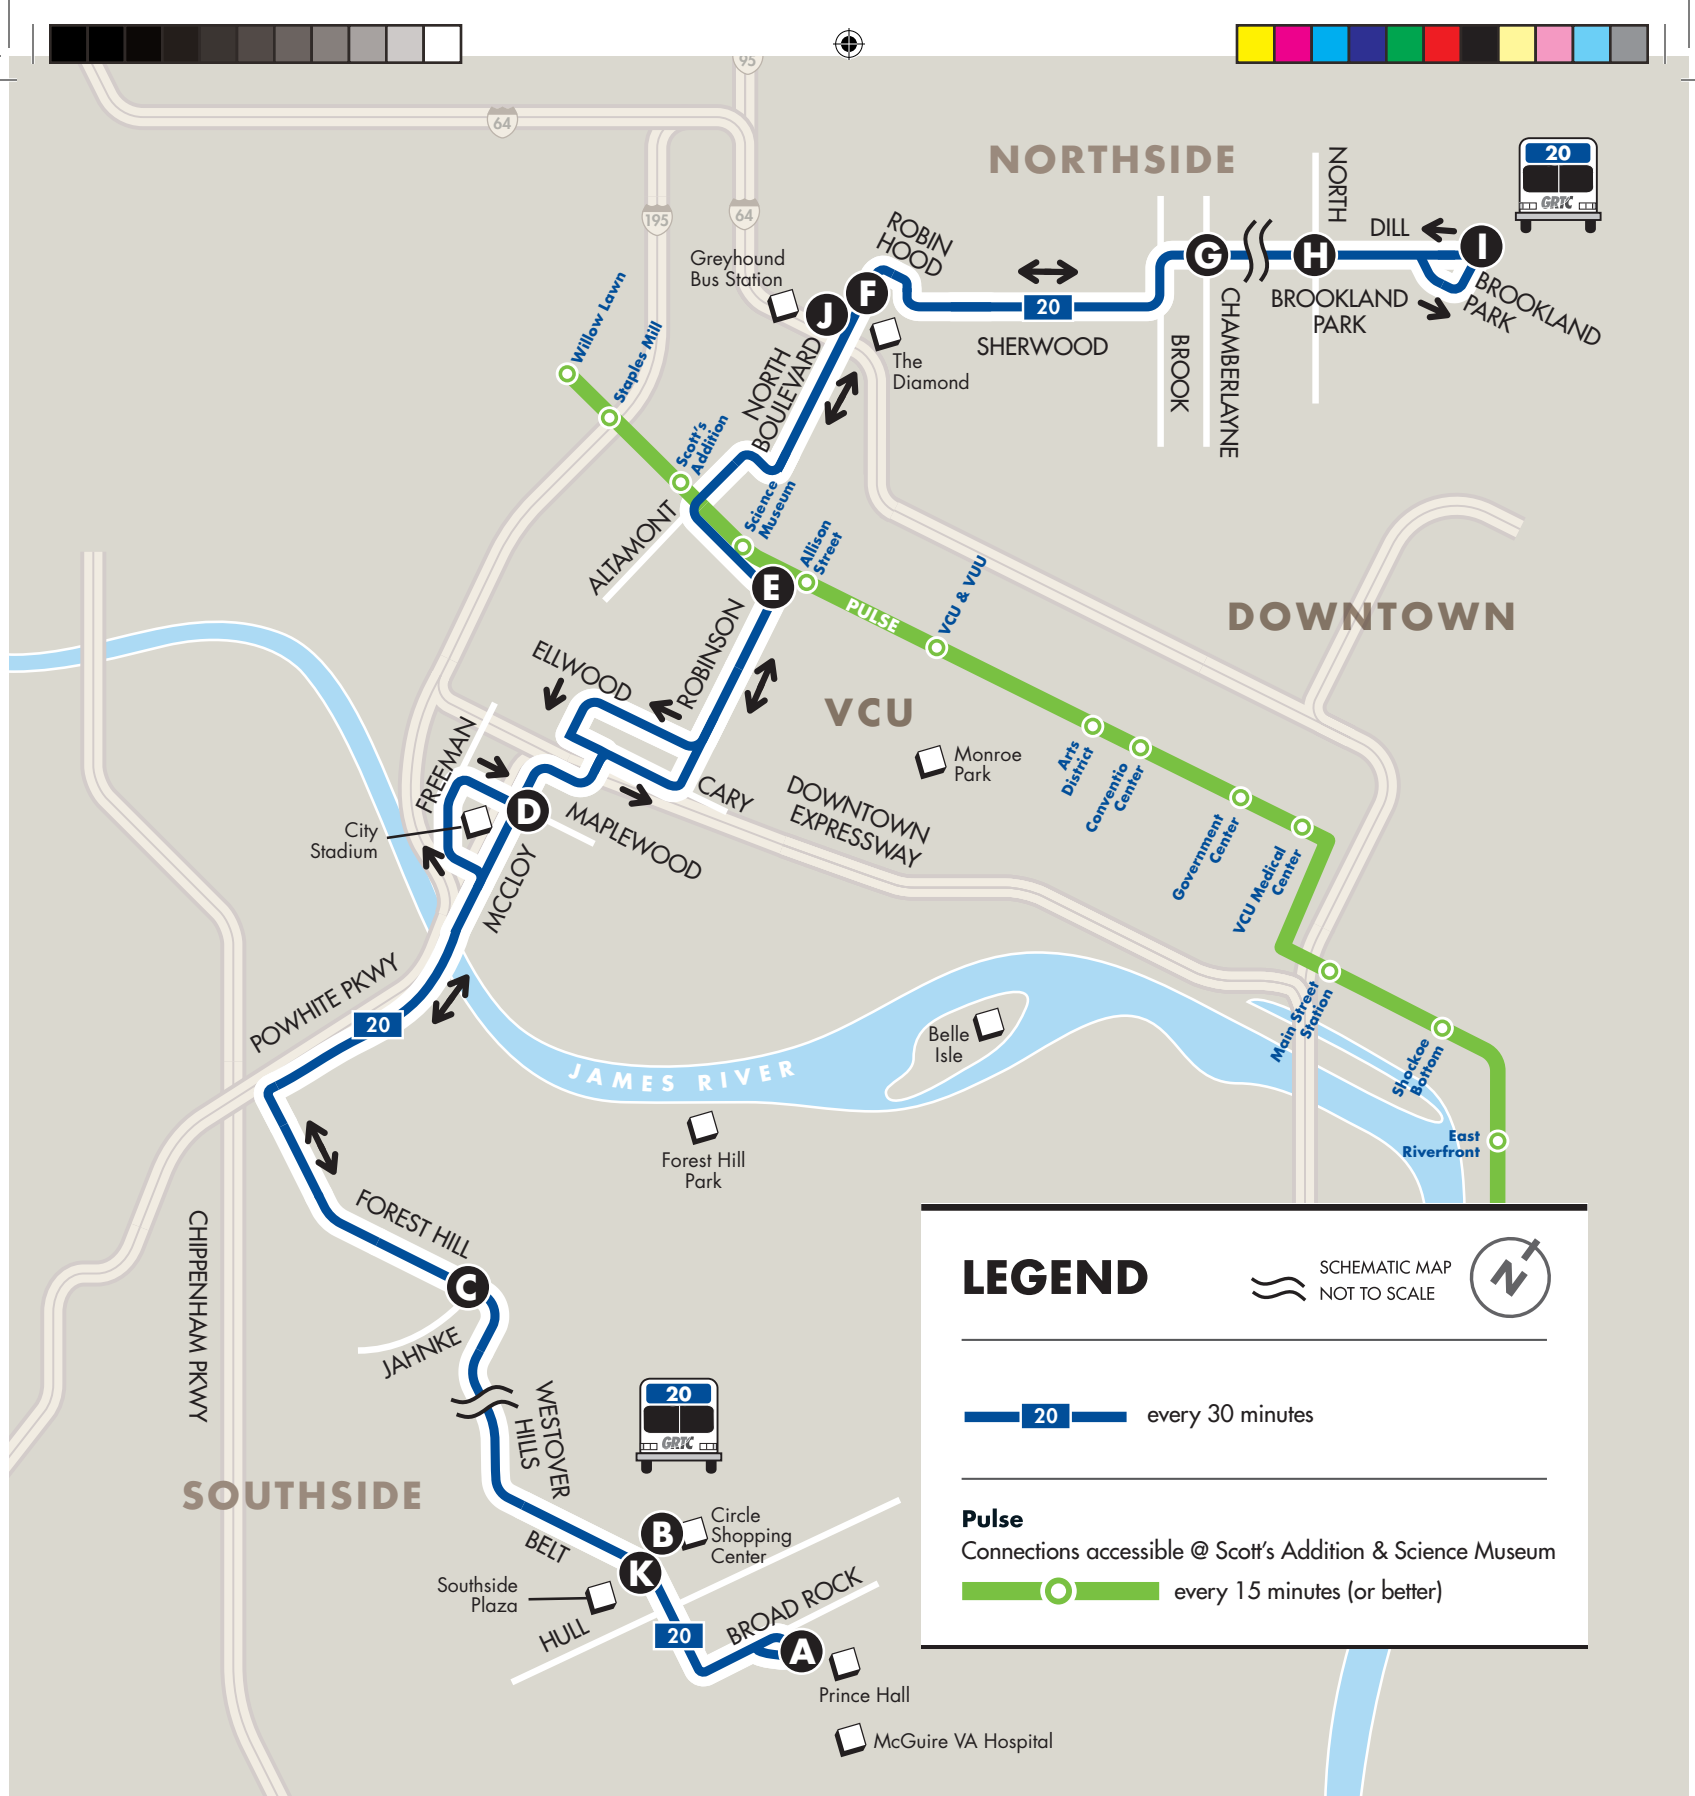 95
64
NORTHSIDE
NORTH
20
GRTC
195
64
ROBIN
HOOD
DILL
I
Greyhound
Bus Station
G
H
F
J
20
BROOKLAND
PARK
BROOKLAND
PARK
Willow Lawn
Staples Mill
SHERWOOD
BROOK
CHAMBERLAYNE
The
Diamond
NORTH
BOULEVARD
Scott's
Addition
Science
Museum
Allison
Street
ALTAMONT
E
PULSE
VCU & VUU
DOWNTOWN
ROBINSON
ELLWOOD
VCU
FREEMAN
Monroe
Park
Arts
District
Conventio
Center
Government
Center
VCU Medical
Center
CARY
DOWNTOWN
EXPRESSWAY
D
MAPLEWOOD
City
Stadium
MCCLOY
POWHITE PKWY
20
Belle
Isle
Main Street
Station
Shockoe
Bottom
JAMES RIVER
East
Riverfront
Forest Hill
Park
FOREST HILL
CHIPPENHAM PKWY
C
JAHNKE
LEGEND
SCHEMATIC MAP
NOT TO SCALE
N
20
every 30 minutes
Pulse
Connections accessible @ Scott's Addition & Science Museum
every 15 minutes (or better)
20
GRTC
WESTOVER
HILLS
SOUTHSIDE
BELT
B
Circle
Shopping
Center
K
Southside
Plaza
HULL
20
BROAD ROCK
A
Prince Hall
McGuire VA Hospital